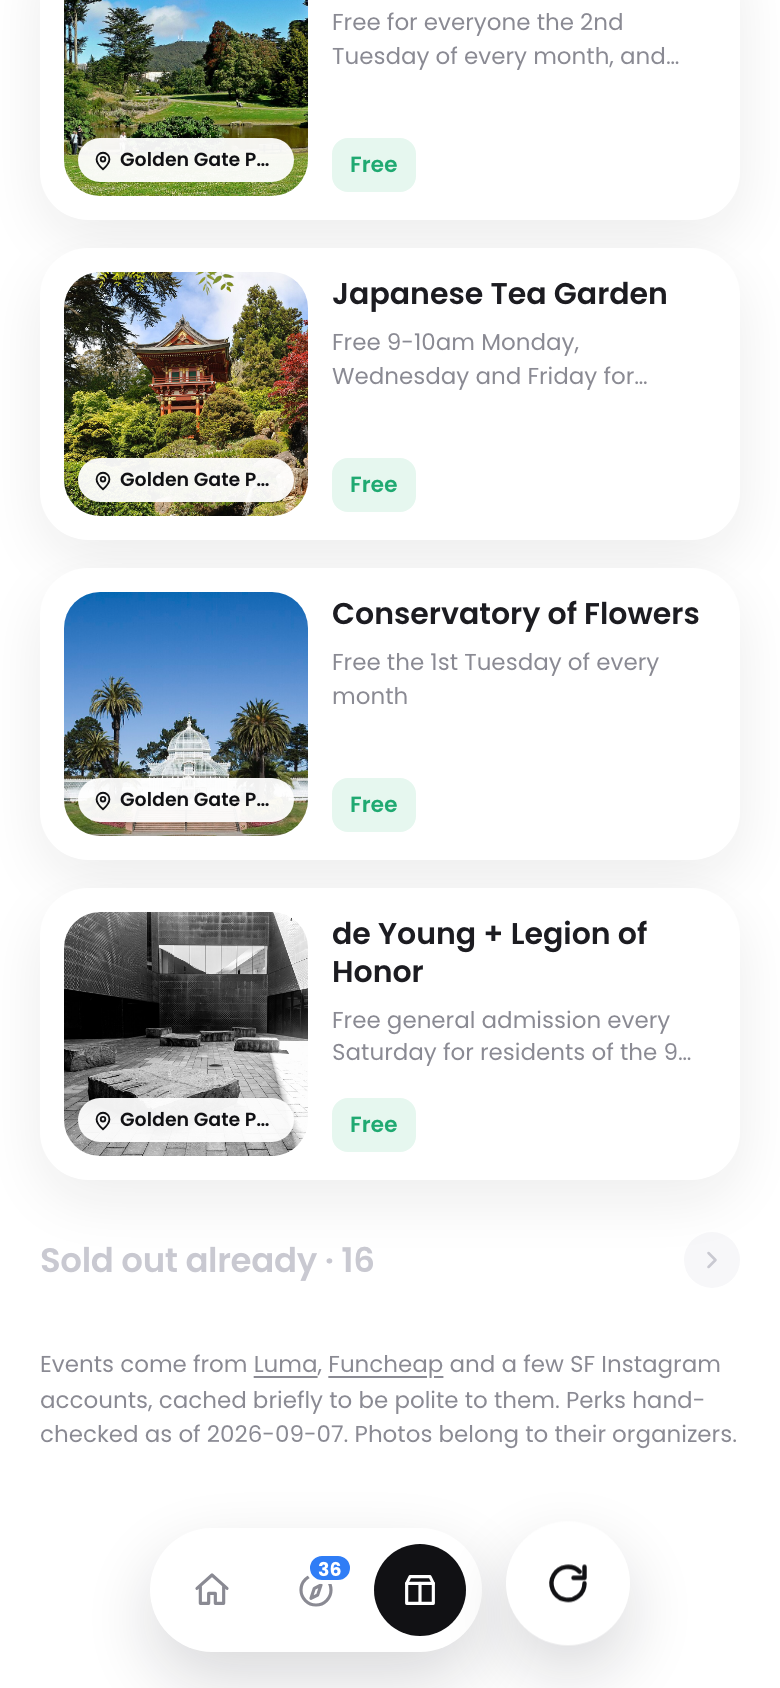 Free for everyone the 2nd
Tuesday of every month, and...
Golden Gate P...
Free
Japanese Tea Garden
Free 9-10am Monday,
Wednesday and Friday for...
Golden Gate P...
Free
Conservatory of Flowers
Free the 1st Tuesday of every
month
Golden Gate P...
Free
de Young + Legion of
Honor
Free general admission every
Saturday for residents of the 9...
Golden Gate P...
Free
Sold out already · 16
Events come from Luma, Funcheap and a few SF Instagram
accounts, cached briefly to be polite to them. Perks hand-
checked as of 2026-09-07. Photos belong to their organizers.
36